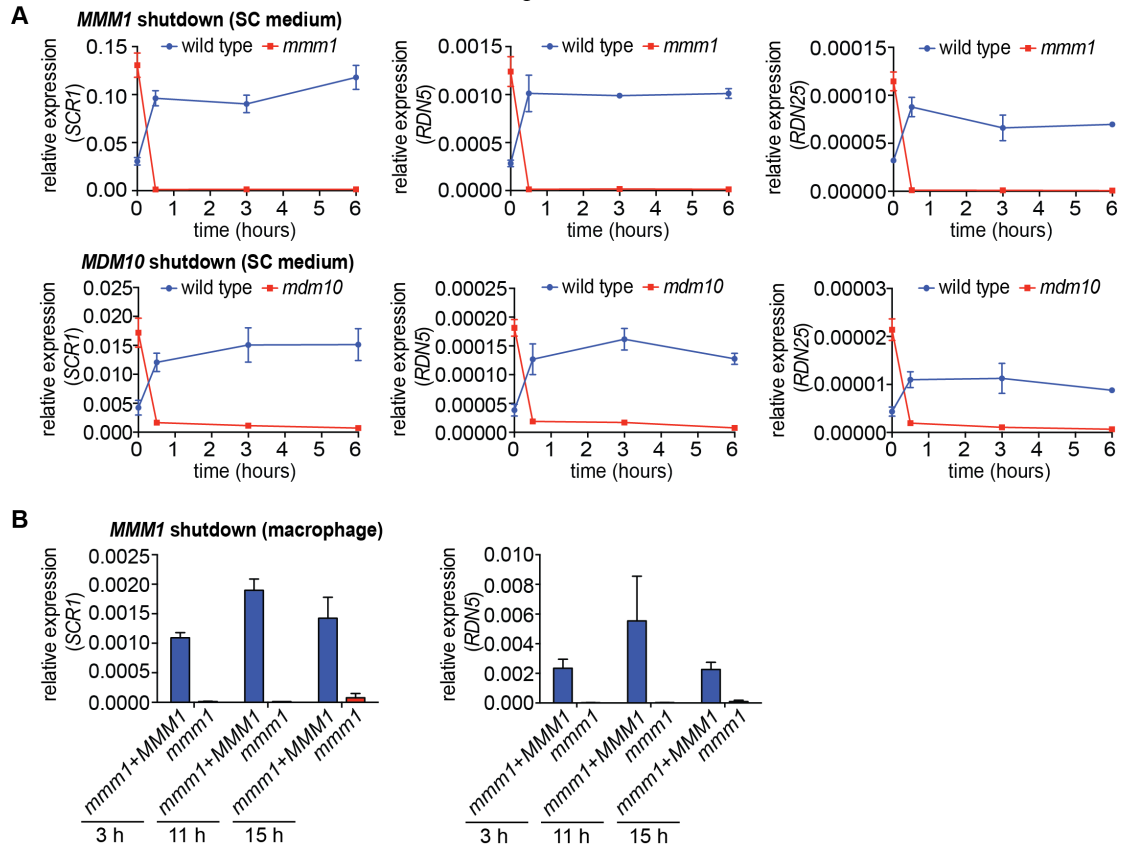 A
MMM1 shutdown (SC medium)
relative expression
(SCR1)
0.15
0.10
0.05
0.00
wild type
mmm1
0 1 2 3 4 5 6
time (hours)
relative expression
(RDN5)
0.0015
0.0010
0.0005
0.0000
wild type
mmm1
0 1 2 3 4 5 6
time (hours)
relative expression
(RDN25)
0.00015
0.00010
0.00005
0.00000
wild type
mmm1
0 1 2 3 4 5 6
time (hours)
MDM10 shutdown (SC medium)
relative expression
(SCR1)
0.025
0.020
0.015
0.010
0.005
0.000
wild type
mdm10
0 1 2 3 4 5 6
time (hours)
relative expression
(RDN5)
0.00025
0.00020
0.00015
0.00010
0.00005
0.00000
wild type
mdm10
0 1 2 3 4 5 6
time (hours)
relative expression
(RDN25)
0.00003
0.00002
0.00001
0.00000
wild type
mdm10
0 1 2 3 4 5 6
time (hours)
B
MMM1 shutdown (macrophage)
relative expression
(SCR1)
0.0025
0.0020
0.0015
0.0010
0.0005
0.0000
mmm1+MMM1
mmm1
mmm1+MMM1
mmm1
mmm1+MMM1
mmm1
3 h
11 h
15 h
relative expression
(RDN5)
0.010
0.008
0.006
0.004
0.002
0.000
mmm1+MMM1
mmm1
mmm1+MMM1
mmm1
mmm1+MMM1
mmm1
3 h
11 h
15 h